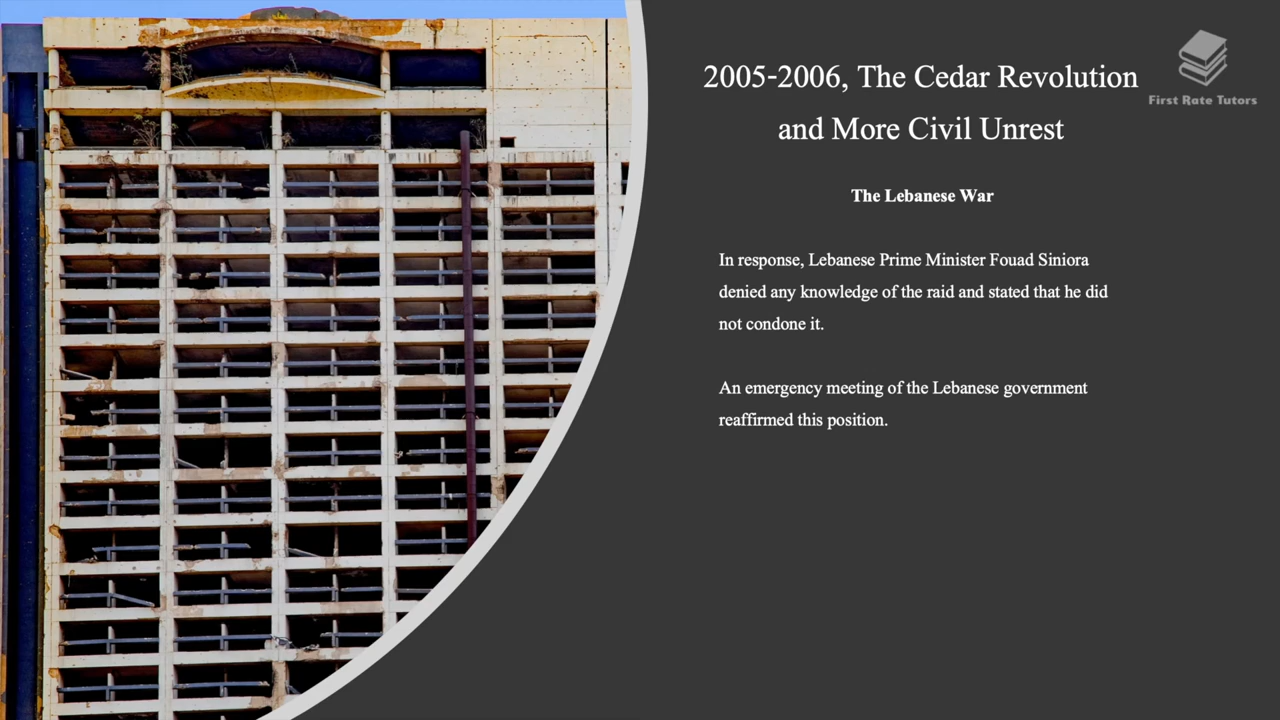 2005-2006, The Cedar Revolution
and More Civil Unrest
First Rate Tutors
The Lebanese War
In response, Lebanese Prime Minister Fouad Siniora
denied any knowledge of the raid and stated that he did
not condone it.
An emergency meeting of the Lebanese government
reaffirmed this position.